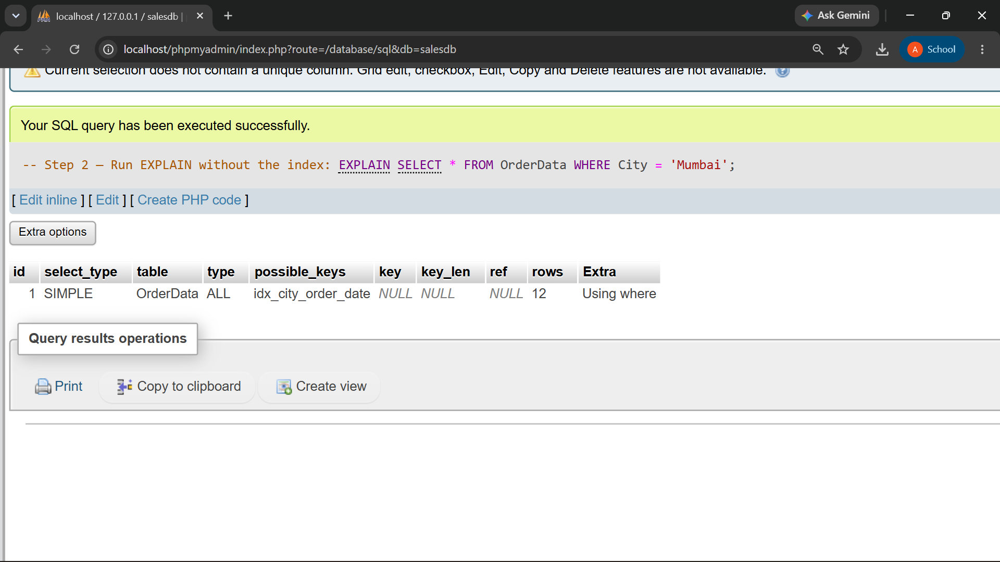 localhost / 127.0.0.1 / salesdb |
Ask Gemini
localhost/phpmyadmin/index.php?route=/database/sql&db=salesdb
A School
Current selection does not contain a unique column. Grid edit, checkbox, Edit, Copy and Delete features are not available.
Your SQL query has been executed successfully.
-- Step 2 – Run EXPLAIN without the index: EXPLAIN SELECT * FROM OrderData WHERE City = 'Mumbai';
[ Edit inline ] [ Edit ] [ Create PHP code ]
Extra options
id select_type table type possible_keys key key_len ref rows Extra
1 SIMPLE OrderData ALL idx_city_order_date NULL NULL NULL 12 Using where
Query results operations
Print Copy to clipboard Create view